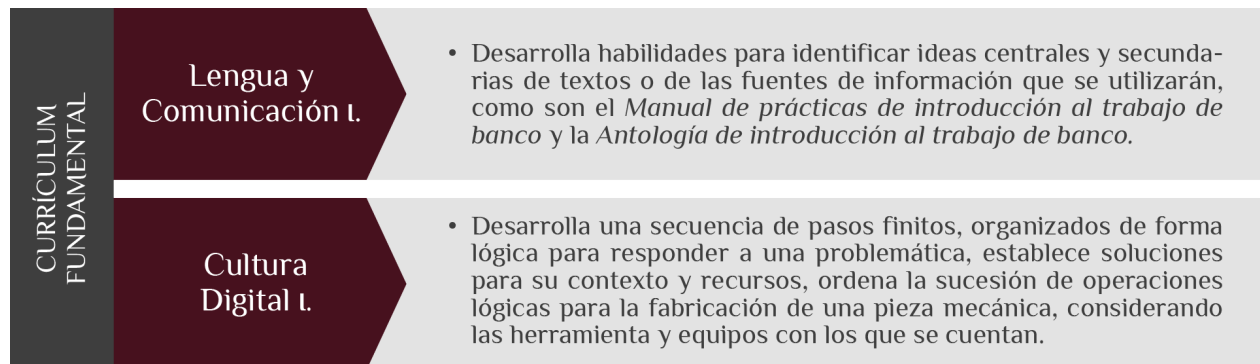 CURRÍCULUM
FUNDAMENTAL
Lengua y
Comunicación I.
• Desarrolla habilidades para identificar ideas centrales y secunda-
rias de textos o de las fuentes de información que se utilizarán,
como son el Manual de prácticas de introducción al trabajo de
banco y la Antología de introducción al trabajo de banco.
Cultura
Digital I.
• Desarrolla una secuencia de pasos finitos, organizados de forma
lógica para responder a una problemática, establece soluciones
para su contexto y recursos, ordena la sucesión de operaciones
lógicas para la fabricación de una pieza mecánica, considerando
las herramienta y equipos con los que se cuentan.